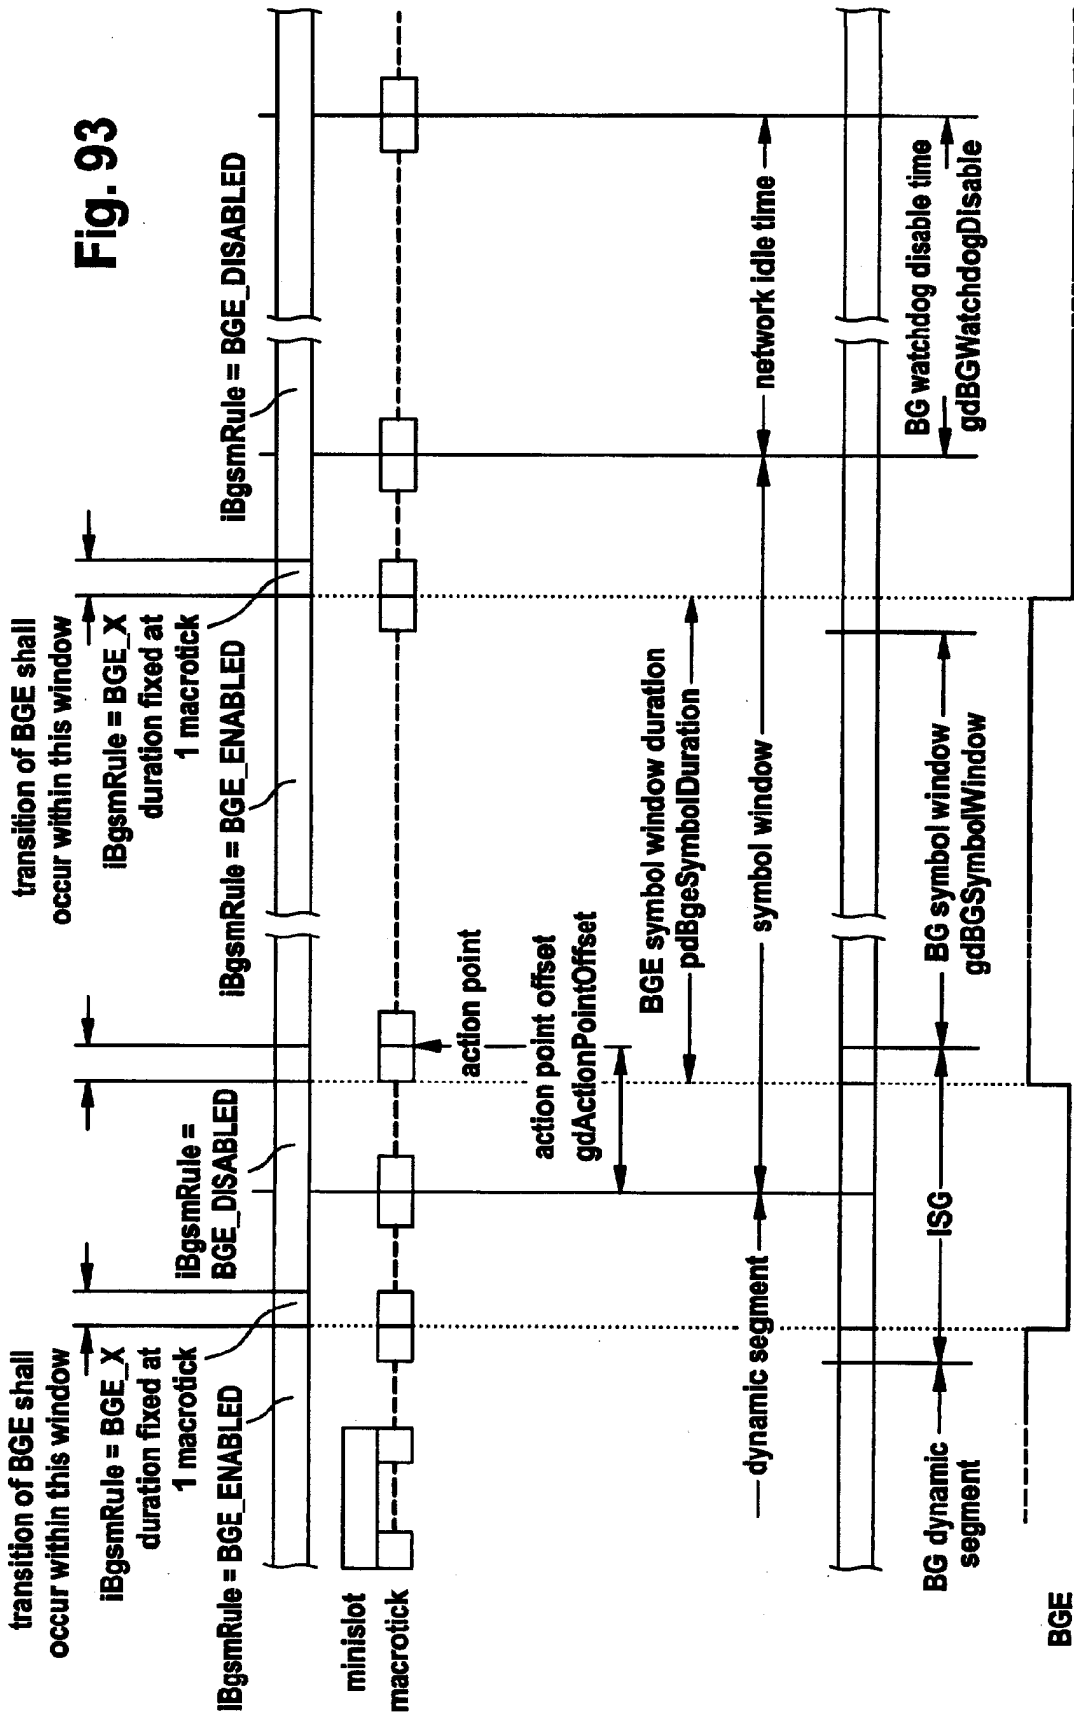 Fig. 93
transition of BGE shall
occur within this window
iBgsmRule = BGE_X
duration fixed at
1 macrotick
iBgsmRule = BGE_ENABLED
iBgsmRule =
BGE_DISABLED
transition of BGE shall
occur within this window
iBgsmRule = BGE_X
duration fixed at
1 macrotick
iBgsmRule = BGE_ENABLED
iBgsmRule = BGE_DISABLED
minislot
macrotick
action point
action point offset
gdActionPointOffset
BGE symbol window duration
pdBgeSymbolDuration
dynamic segment
symbol window
network idle time
BG dynamic
segment
ISG
BG symbol window
gdBGSymbolWindow
BG watchdog disable time
gdBGWatchdogDisable
BGE